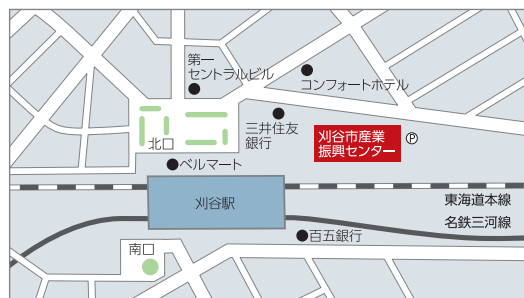 第一
セントラルビル
コンフォートホテル
三井住友
銀行
刈谷市産業
振興センター
P
北口
ベルマート
刈谷駅
東海道本線
名鉄三河線
百五銀行
南口